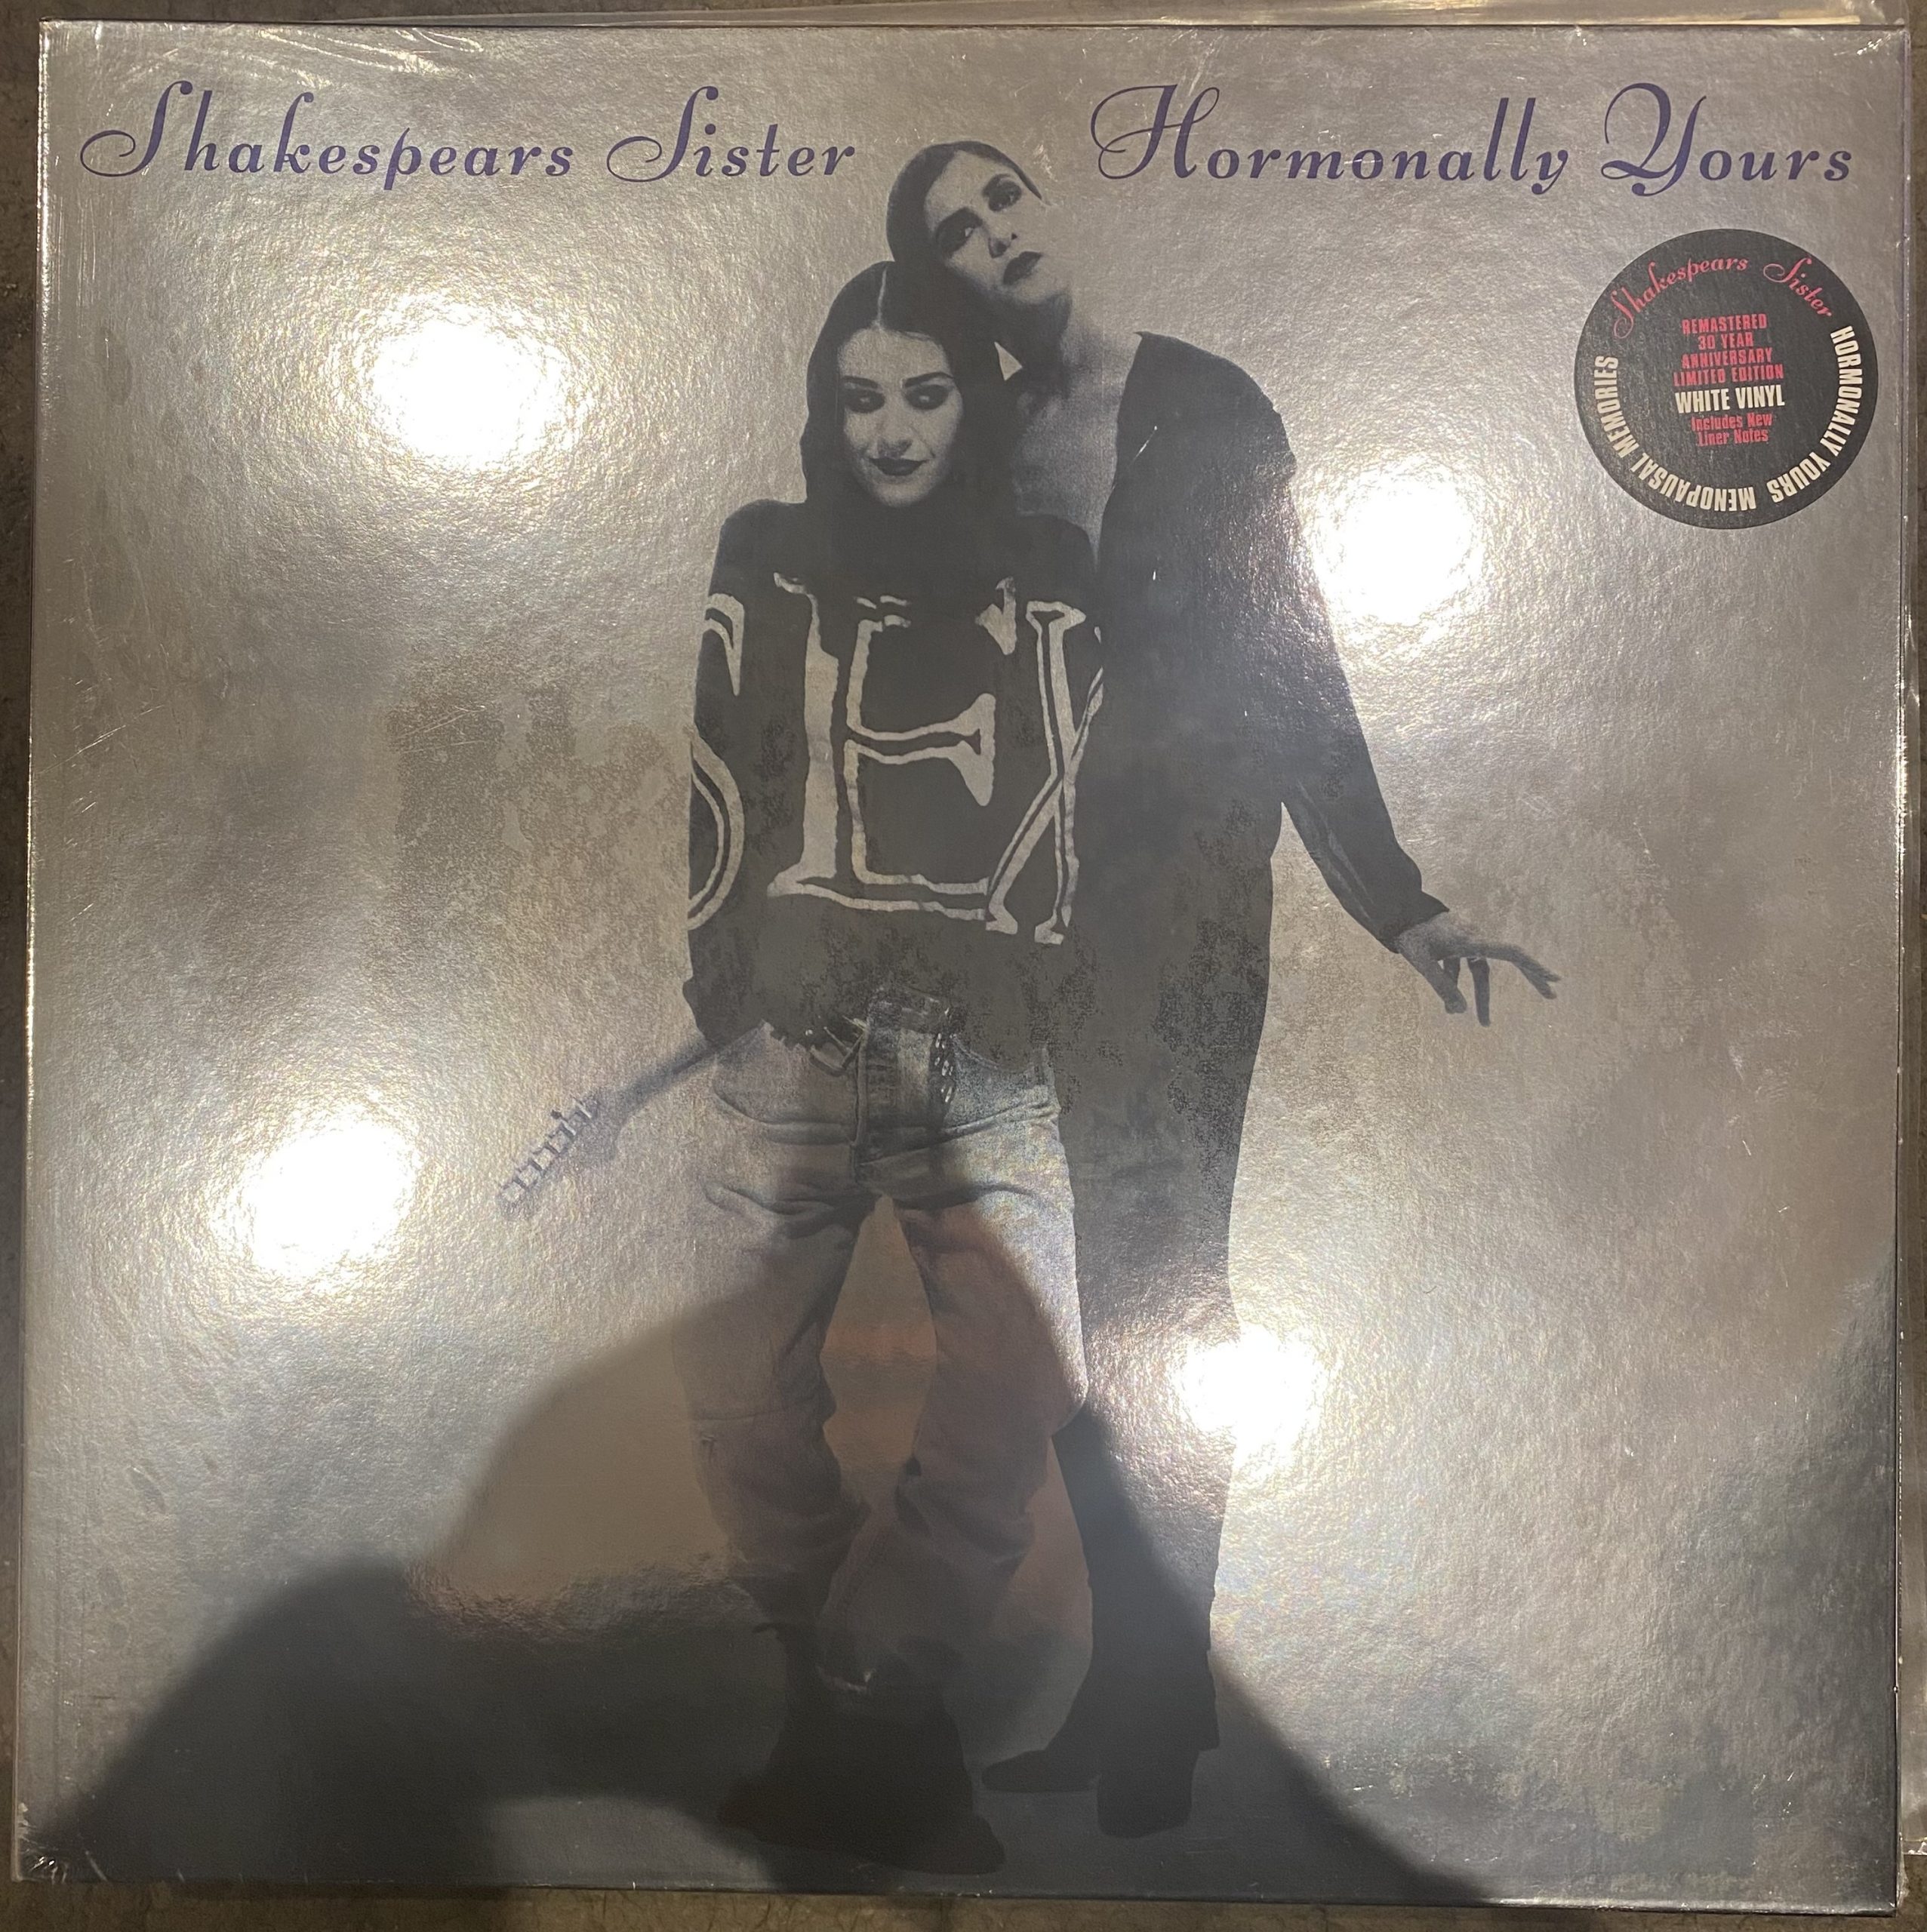 Shakespears Sister Hormonally Yours
Shakespears Sister
HORMONALLY YOURS MENOPAUSAL MEMORIES
REMASTERED
30 YEAR
ANNIVERSARY
LIMITED EDITION
WHITE VINYL
Includes New
Liner Notes
SEX